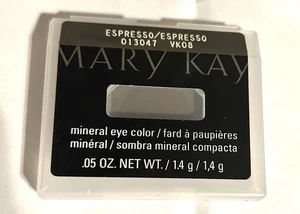 ESPRESSO/ESPRESSO
013047 VK08
MARY KAY
mineral eye color / fard à paupières
minéral / sombra mineral compacta
.05 OZ. NET WT. / 1.4 g / 1,4 g